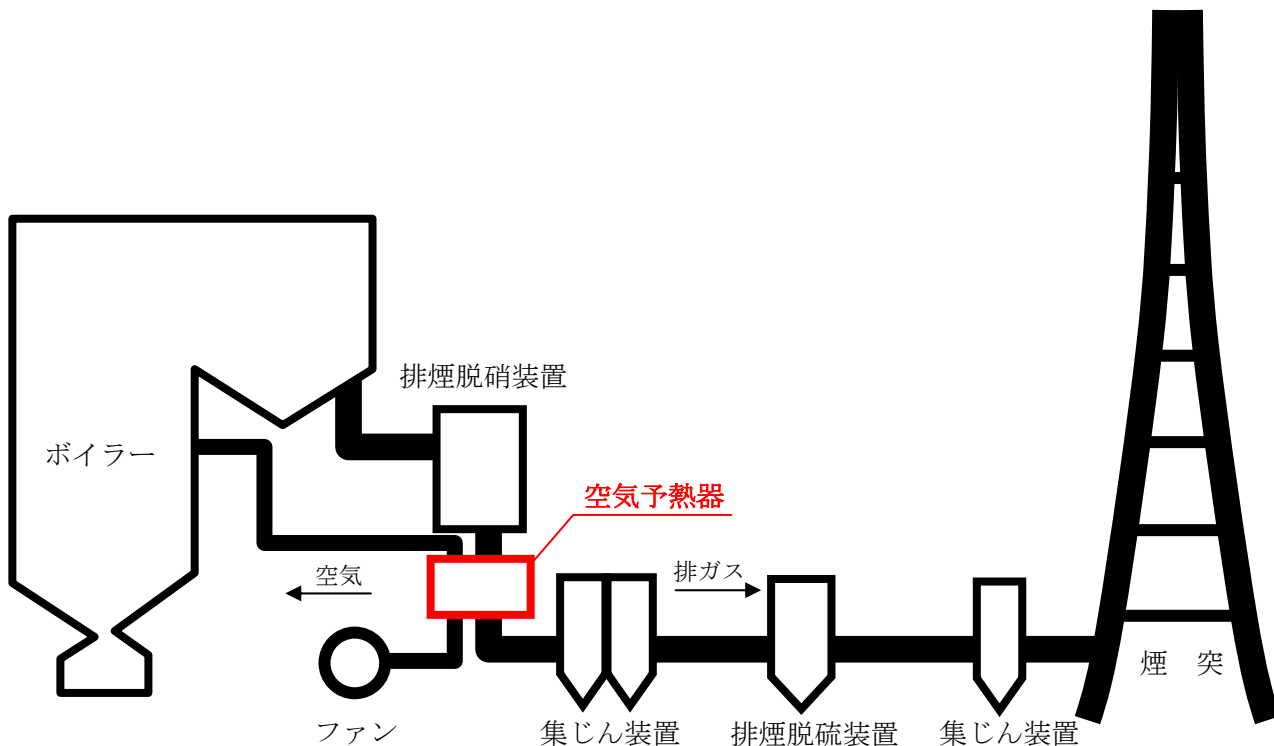 排煙脱硝装置
ボイラー
空気予熱器
空気
排ガス
煙　突
ファン
集じん装置
排煙脱硫装置
集じん装置